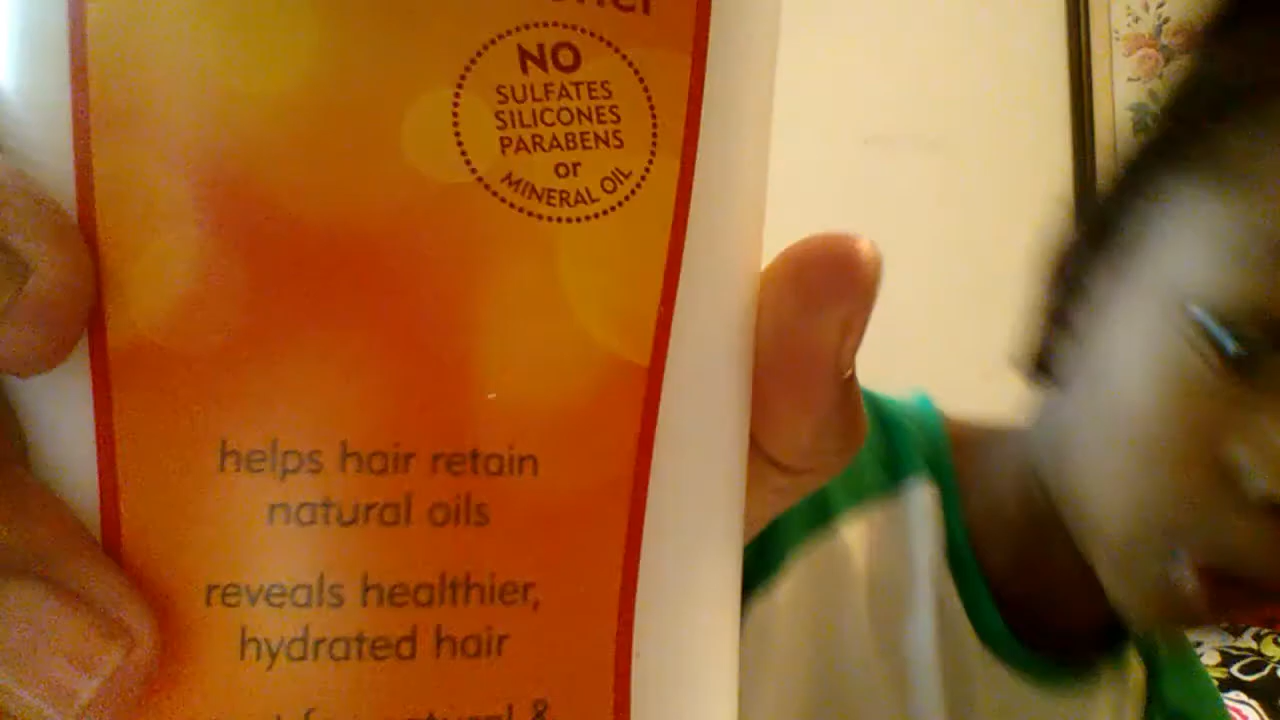 NO
SULFATES
SILICONES
PARABENS
or
MINERAL OIL
helps hair retain
natural oils
reveals healthier,
hydrated hair
&